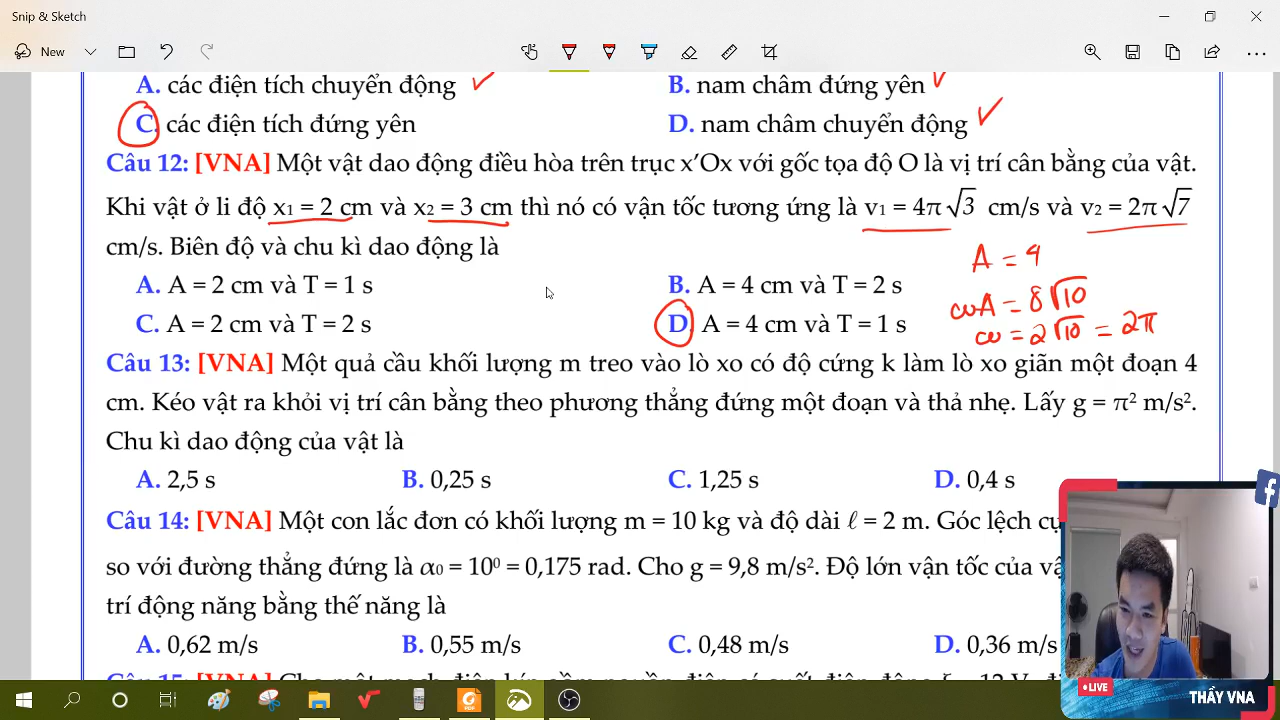 Snip & Sketch
New
A. các điện tích chuyển động
B. nam châm đứng yên
C. các điện tích đứng yên
D. nam châm chuyển động
Câu 12: [VNA] Một vật dao động điều hòa trên trục x’Ox với gốc tọa độ O là vị trí cân bằng của vật.
Khi vật ở li độ x₁ = 2 cm và x₂ = 3 cm thì nó có vận tốc tương ứng là v₁ = 4π√3 cm/s và v₂ = 2π√7
cm/s. Biên độ và chu kì dao động là
A = 4
A. A = 2 cm và T = 1 s
B. A = 4 cm và T = 2 s
ωA = 8√10
C. A = 2 cm và T = 2 s
D. A = 4 cm và T = 1 s
ω = 2√10 = 2π
Câu 13: [VNA] Một quả cầu khối lượng m treo vào lò xo có độ cứng k làm lò xo giãn một đoạn 4
cm. Kéo vật ra khỏi vị trí cân bằng theo phương thẳng đứng một đoạn và thả nhẹ. Lấy g = π² m/s².
Chu kì dao động của vật là
A. 2,5 s
B. 0,25 s
C. 1,25 s
D. 0,4 s
Câu 14: [VNA] Một con lắc đơn có khối lượng m = 10 kg và độ dài ℓ = 2 m. Góc lệch
so với đường thẳng đứng là α₀ = 10⁰ = 0,175 rad. Cho g = 9,8 m/s². Độ lớn vận tốc của
trí động năng bằng thế năng là
A. 0,62 m/s
B. 0,55 m/s
C. 0,48 m/s
D. 0,36 m/s
LIVE
THẦY VNA